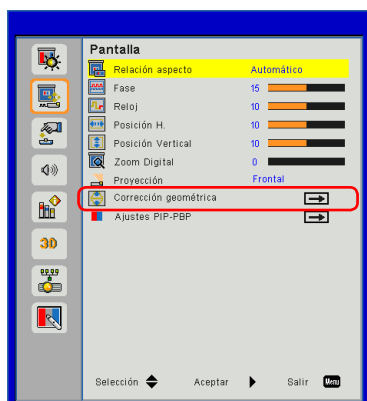 Pantalla
Relación aspecto Automático
Fase 15
Reloj 10
Posición H. 10
Posición Vertical 10
Zoom Digital 0
Proyección Frontal
Corrección geométrica
Ajustes PIP-PBP
3D
Selección Aceptar Salir Menu